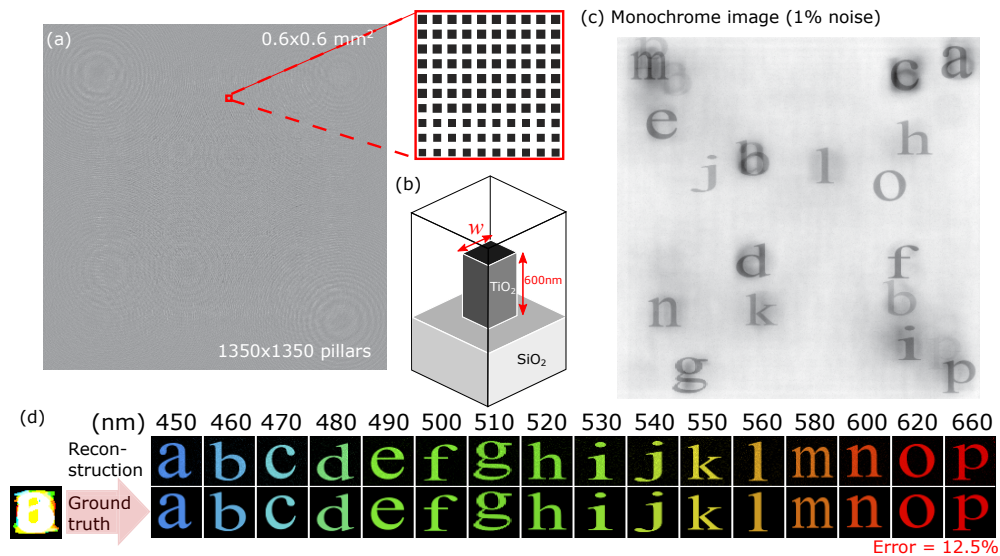 (a)
0.6x0.6 mm²
1350x1350 pillars
(b)
w
600nm
TiO₂
SiO₂
(c) Monochrome image (1% noise)
m a c a
e h
j b l o
d f
n k b
i
g p
(d)
(nm) 450 460 470 480 490 500 510 520 530 540 550 560 580 600 620 660
Recon-
struction
a b c d e f g h i j k l m n o p
Ground
truth
a b c d e f g h i j k l m n o p
Error = 12.5%